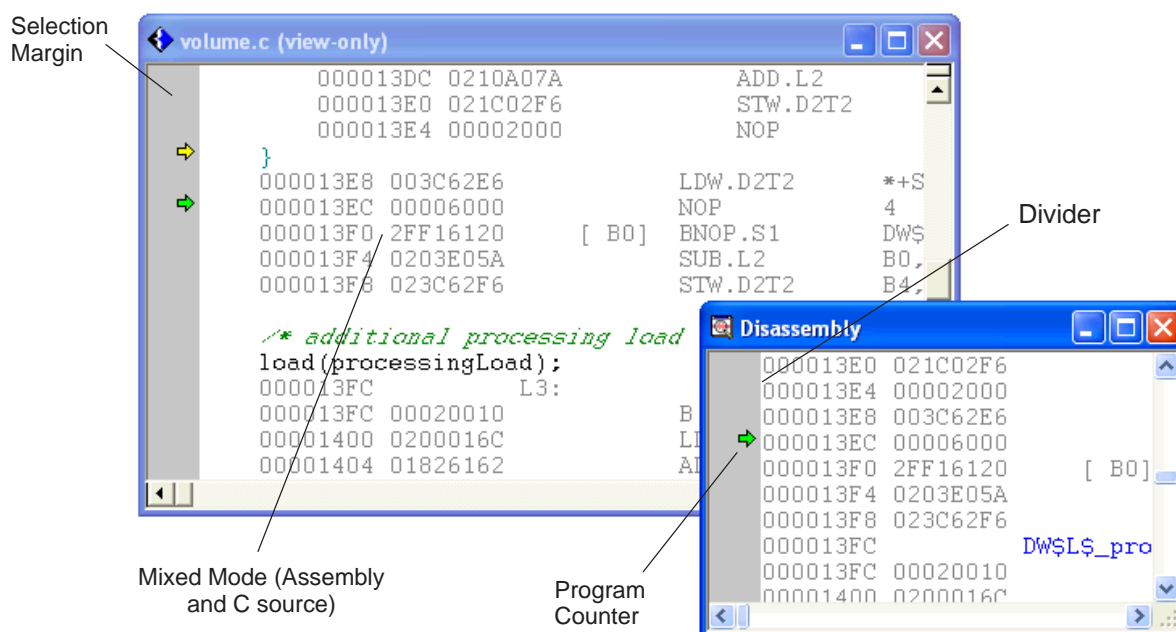 Selection
Margin
volume.c (view-only)
000013DC 0210A07A ADD.L2
000013E0 021C02F6 STW.D2T2
000013E4 00002000 NOP
}
000013E8 003C62E6 LDW.D2T2 *+S
000013EC 00006000 NOP 4
000013F0 2FF16120 [ B0] BNOP.S1 DW$
000013F4 0203E05A SUB.L2 B0,
000013F8 023C62F6 STW.D2T2 B4,
/* additional processing load
load(processingLoad);
000013FC L3:
000013FC 00020010 B
00001400 0200016C
00001404 01826162
Divider
Disassembly
000013E0 021C02F6
000013E4 00002000
000013E8 003C62E6
000013EC 00006000
000013F0 2FF16120 [ B0]
000013F4 0203E05A
000013F8 023C62F6
000013FC DW$L$_pro
000013FC 00020010
00001400 0200016C
Mixed Mode (Assembly
and C source)
Program
Counter